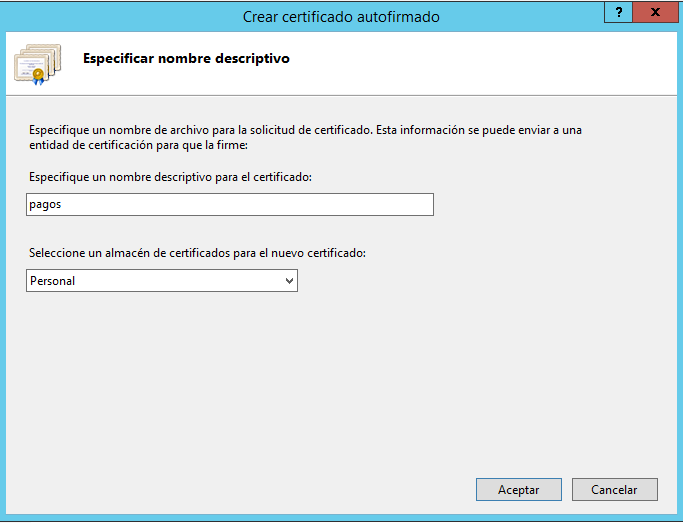 Crear certificado autofirmado
? x
Especificar nombre descriptivo
Especifique un nombre de archivo para la solicitud de certificado. Esta información se puede enviar a una
entidad de certificación para que la firme:
Especifique un nombre descriptivo para el certificado:
pagos
Seleccione un almacén de certificados para el nuevo certificado:
Personal
Aceptar Cancelar